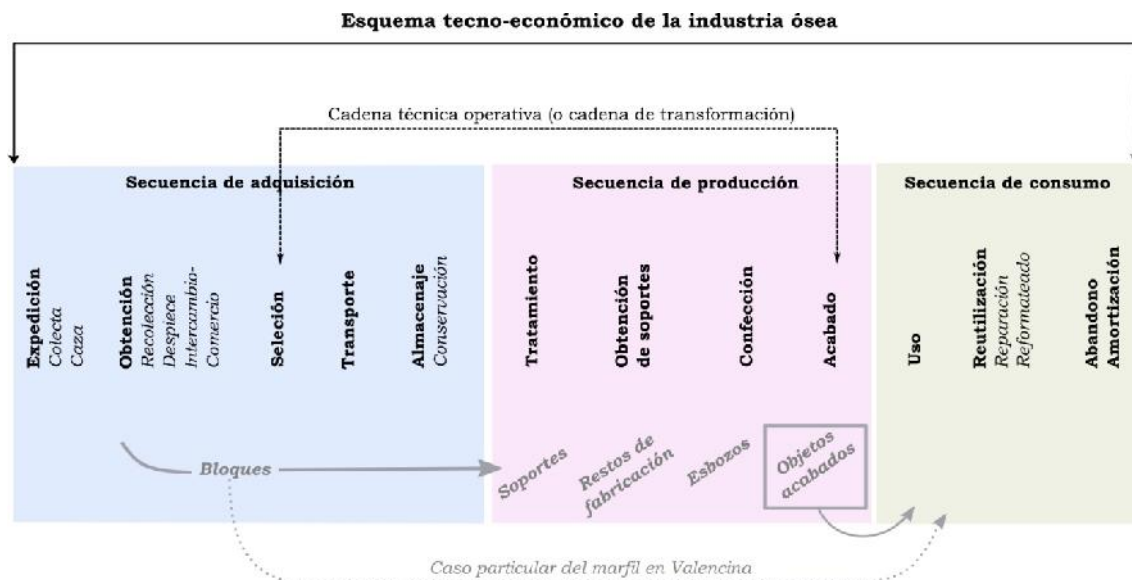 Esquema tecno-económico de la industria ósea
Cadena técnica operativa (o cadena de transformación)
Secuencia de adquisición
Expedición
Colecta
Caza
Obtención
Recolección
Despiece
Intercambio-
Comercio
Seleción
Transporte
Almacenaje
Conservación
Bloques
Secuencia de producción
Tratamiento
Obtención
de soportes
Confección
Acabado
Soportes
Restos de
fabricación
Esbozos
Objetos
acabados
Secuencia de consumo
Uso
Reutilización
Reparación
Reformateado
Abandono
Amortización
Caso particular del marfil en Valencina